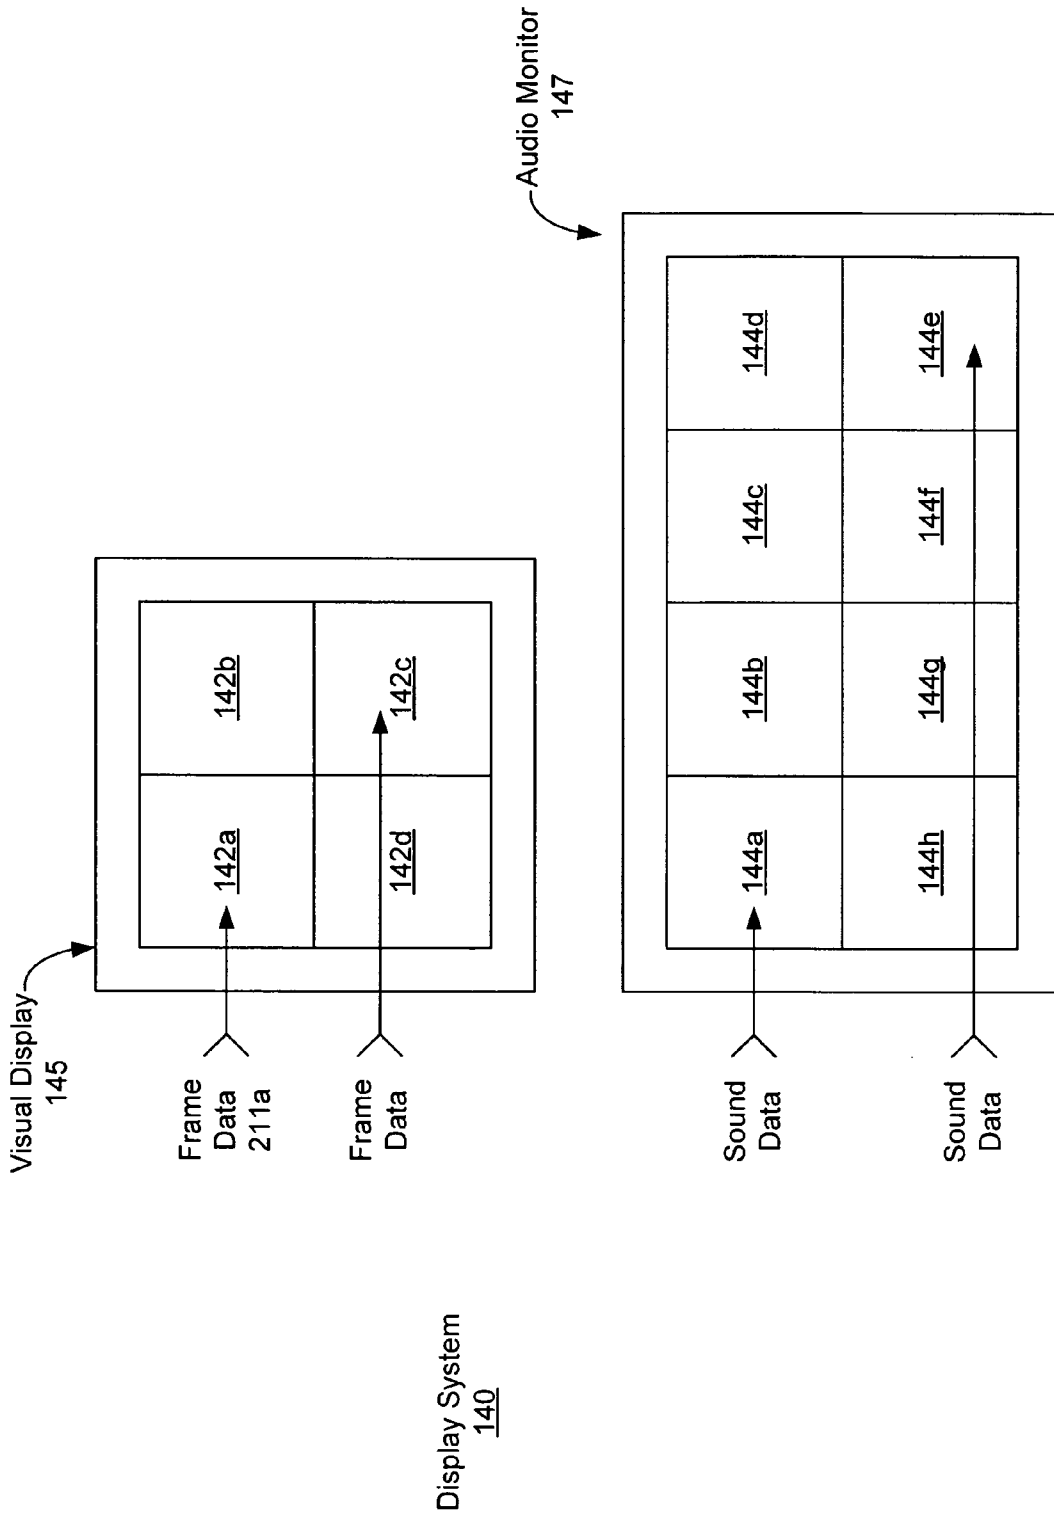 Visual Display
145
Frame
Data
211a
Frame
Data
142a
142b
142d
142c
Audio Monitor
147
Sound
Data
Sound
Data
144a
144b
144c
144d
144h
144g
144f
144e
Display System
140